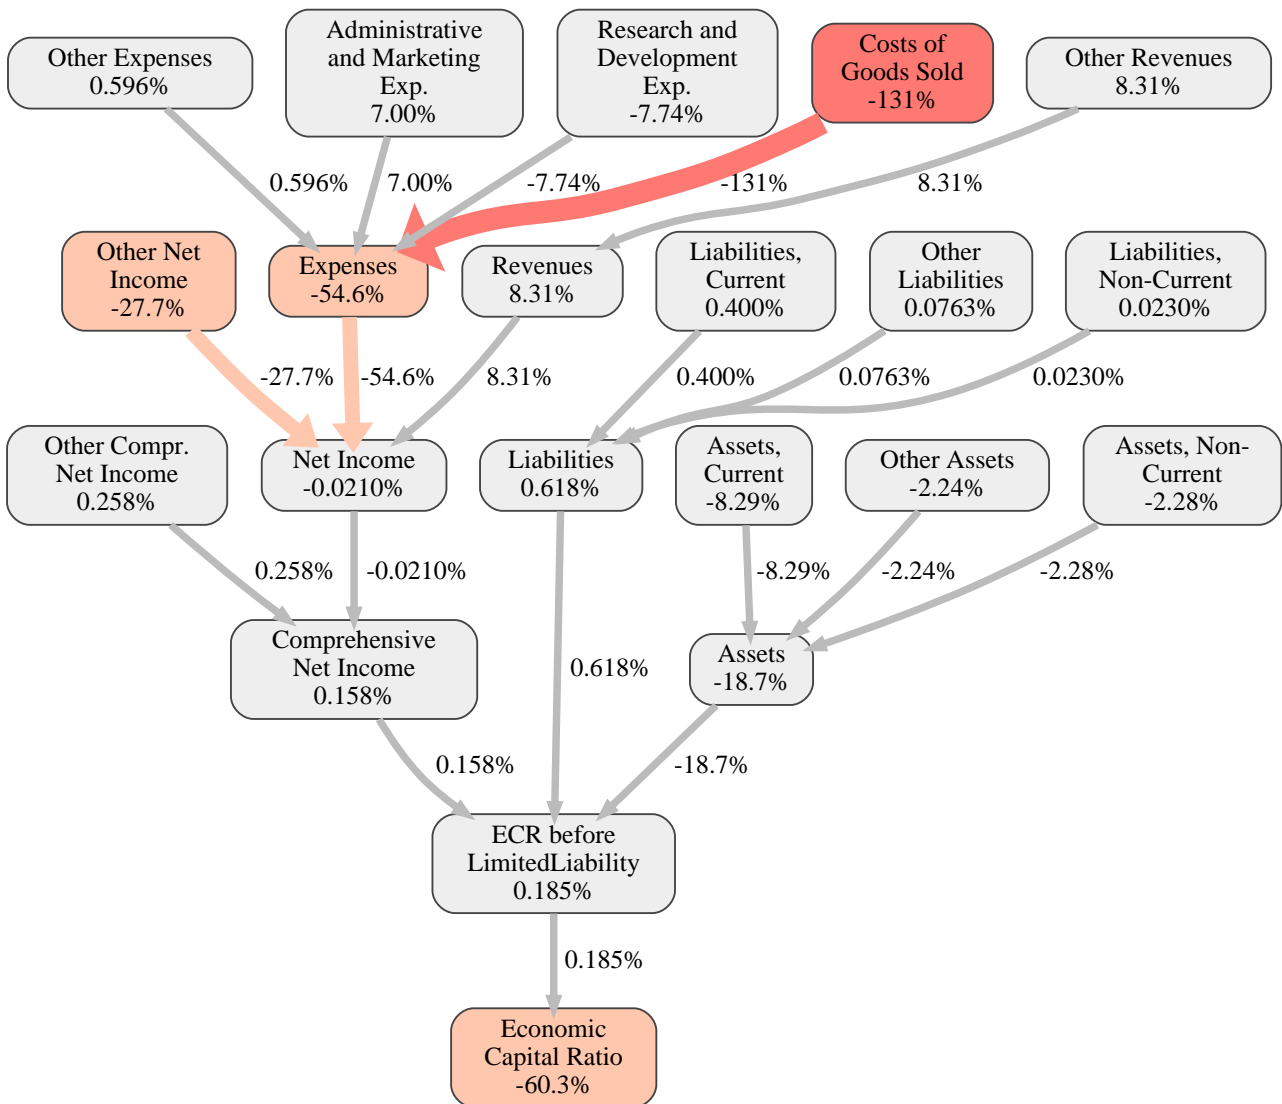 Other Expenses
0.596%
Administrative
and Marketing
Exp.
7.00%
Research and
Development
Exp.
-7.74%
Costs of
Goods Sold
-131%
Other Revenues
8.31%
0.596%
7.00%
-7.74%
-131%
8.31%
Other Net
Income
-27.7%
Expenses
-54.6%
Revenues
8.31%
Liabilities,
Current
0.400%
Other
Liabilities
0.0763%
Liabilities,
Non-Current
0.0230%
-27.7%
-54.6%
8.31%
0.400%
0.0763%
0.0230%
Other Compr.
Net Income
0.258%
Net Income
-0.0210%
Liabilities
0.618%
Assets,
Current
-8.29%
Other Assets
-2.24%
Assets, Non-
Current
-2.28%
0.258%
-0.0210%
-8.29%
-2.24%
-2.28%
Comprehensive
Net Income
0.158%
0.618%
Assets
-18.7%
0.158%
-18.7%
ECR before
LimitedLiability
0.185%
0.185%
Economic
Capital Ratio
-60.3%